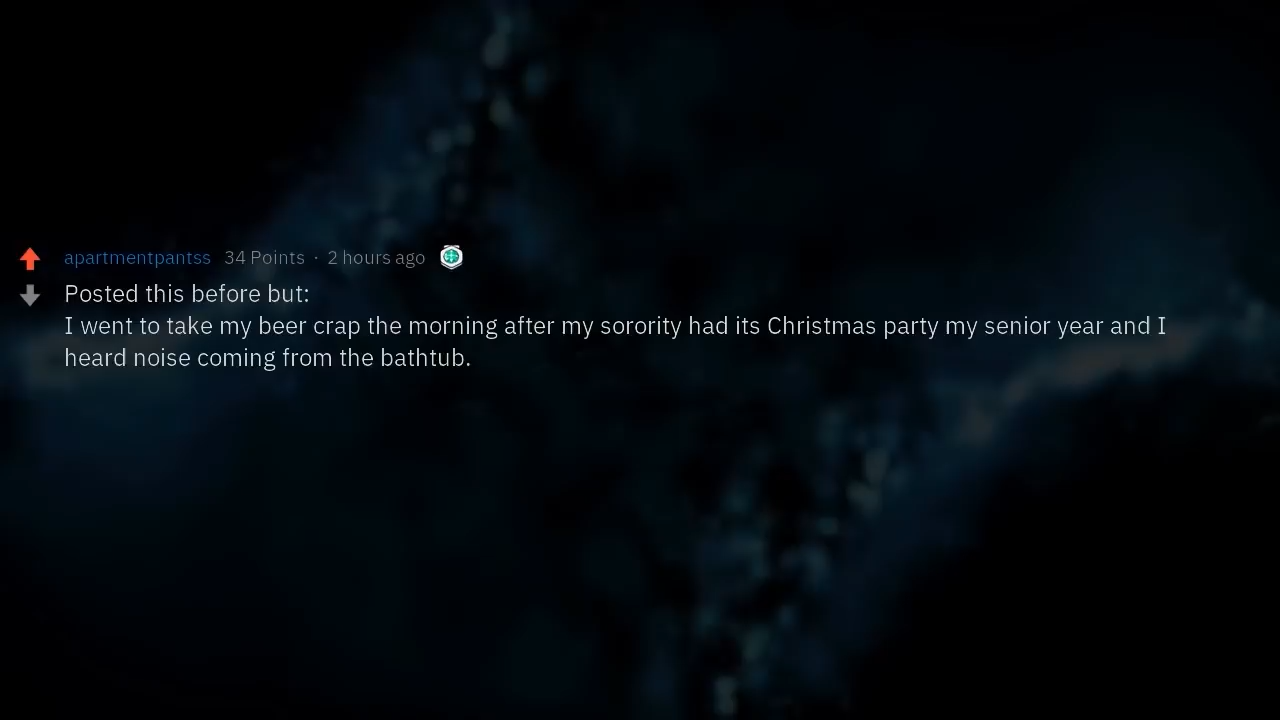 apartmentpantss 34 Points · 2 hours ago
Posted this before but:
I went to take my beer crap the morning after my sorority had its Christmas party my senior year and I
heard noise coming from the bathtub.